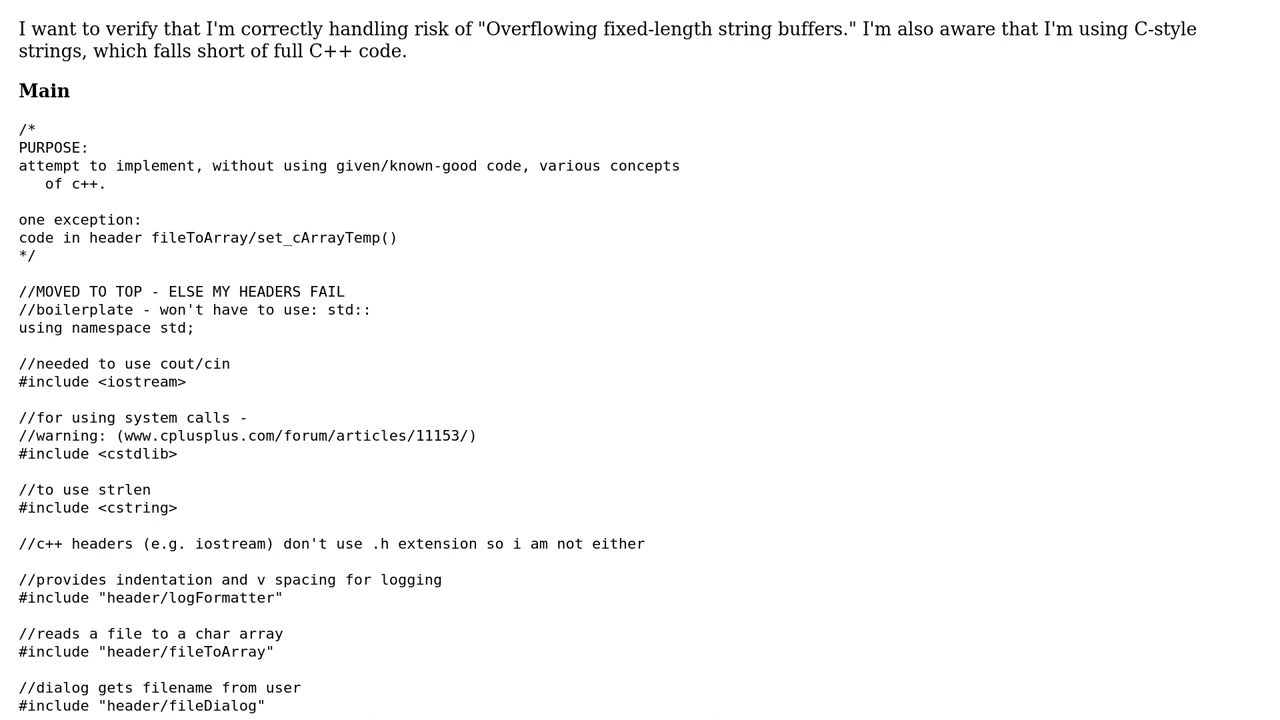 I want to verify that I'm correctly handling risk of "Overflowing fixed-length string buffers." I'm also aware that I'm using C-style
strings, which falls short of full C++ code.
Main
/*
PURPOSE:
attempt to implement, without using given/known-good code, various concepts
   of c++.
one exception:
code in header fileToArray/set_cArrayTemp()
*/
//MOVED TO TOP - ELSE MY HEADERS FAIL
//boilerplate - won't have to use: std::
using namespace std;
//needed to use cout/cin
#include <iostream>
//for using system calls -
//warning: (www.cplusplus.com/forum/articles/11153/)
#include <cstdlib>
//to use strlen
#include <cstring>
//c++ headers (e.g. iostream) don't use .h extension so i am not either
//provides indentation and v spacing for logging
#include "header/logFormatter"
//reads a file to a char array
#include "header/fileToArray"
//dialog gets filename from user
#include "header/fileDialog"